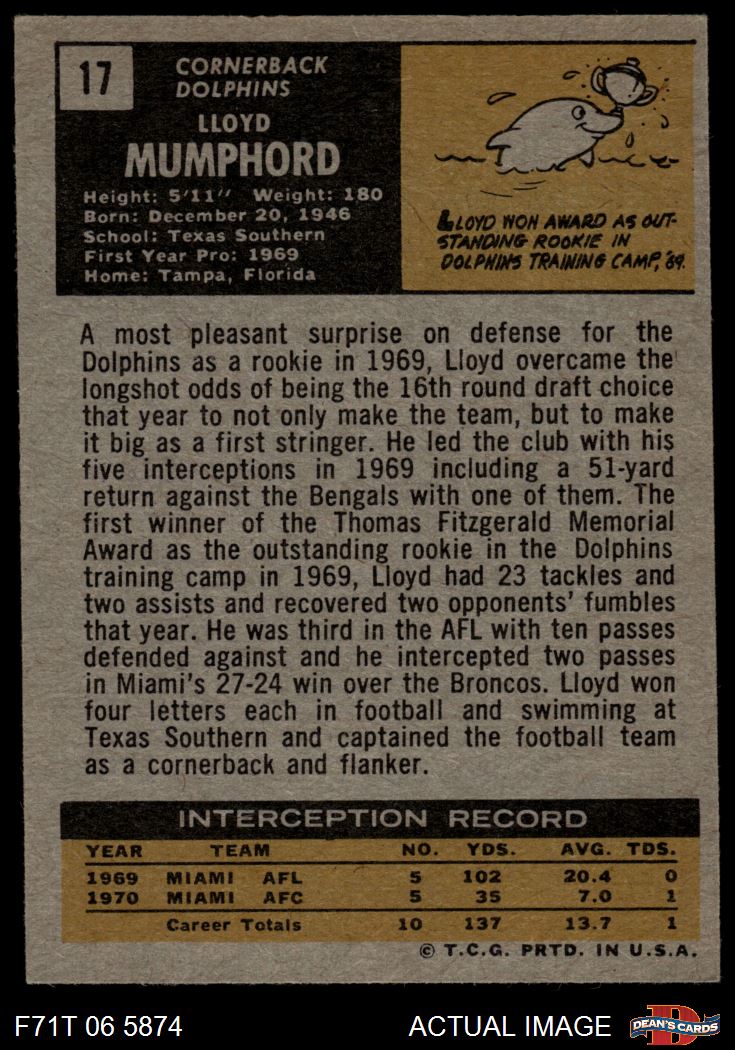 17
CORNERBACK
DOLPHINS
LLOYD
MUMPHORD
Height: 5'11" Weight: 180
Born: December 20, 1946
School: Texas Southern
First Year Pro: 1969
Home: Tampa, Florida
LLOYD WON AWARD AS OUT-
STANDING ROOKIE IN
DOLPHINS TRAINING CAMP, '69.
A most pleasant surprise on defense for the
Dolphins as a rookie in 1969, Lloyd overcame the
longshot odds of being the 16th round draft choice
that year to not only make the team, but to make
it big as a first stringer. He led the club with his
five interceptions in 1969 including a 51-yard
return against the Bengals with one of them. The
first winner of the Thomas Fitzgerald Memorial
Award as the outstanding rookie in the Dolphins
training camp in 1969, Lloyd had 23 tackles and
two assists and recovered two opponents' fumbles
that year. He was third in the AFL with ten passes
defended against and he intercepted two passes
in Miami's 27-24 win over the Broncos. Lloyd won
four letters each in football and swimming at
Texas Southern and captained the football team
as a cornerback and flanker.
INTERCEPTION RECORD
YEAR TEAM NO. YDS. AVG. TDS.
1969 MIAMI AFL 5 102 20.4 0
1970 MIAMI AFC 5 35 7.0 1
Career Totals 10 137 13.7 1
© T.C.G. PRTD. IN U.S.A.
F71T 06 5874 ACTUAL IMAGE
D
DEAN'S CARDS